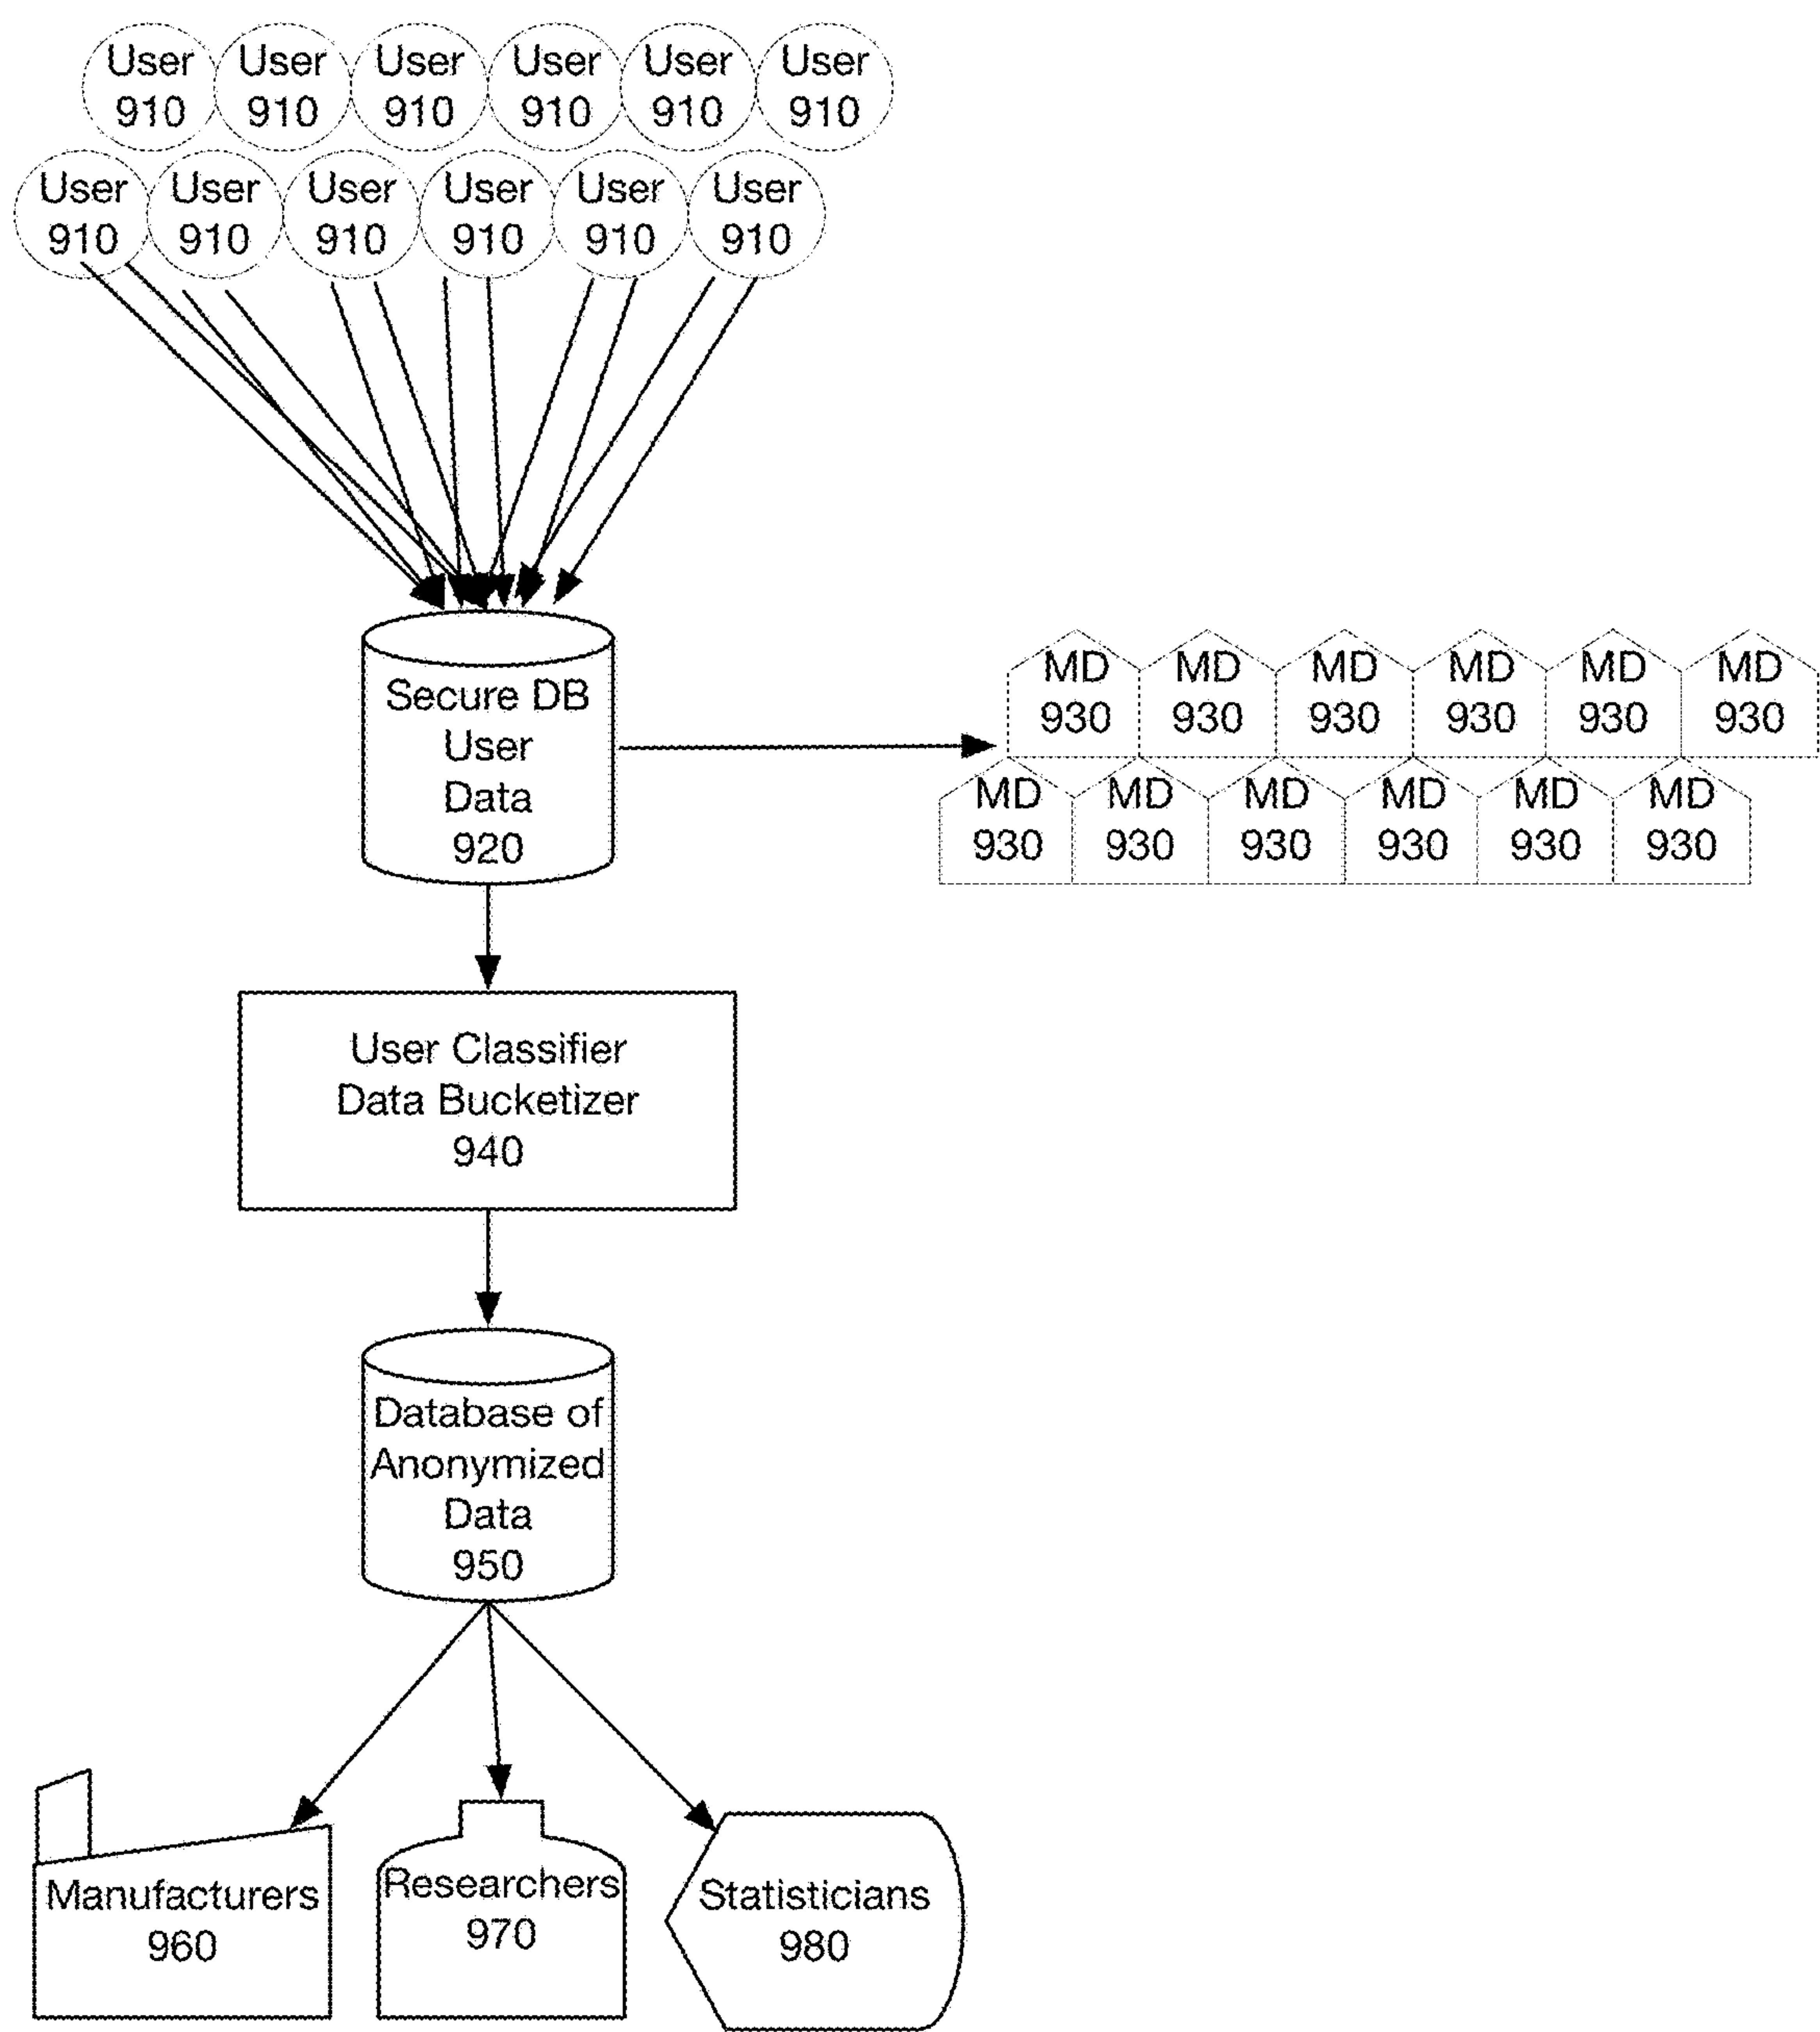 User User User User User User
910 910 910 910 910 910
User User User User User User
910 910 910 910 910 910
Secure DB
User
Data
920
MD MD MD MD MD MD
930 930 930 930 930 930
MD MD MD MD MD MD
930 930 930 930 930 930
User Classifier
Data Bucketizer
940
Database of
Anonymized
Data
950
Manufacturers
960
Researchers
970
Statisticians
980